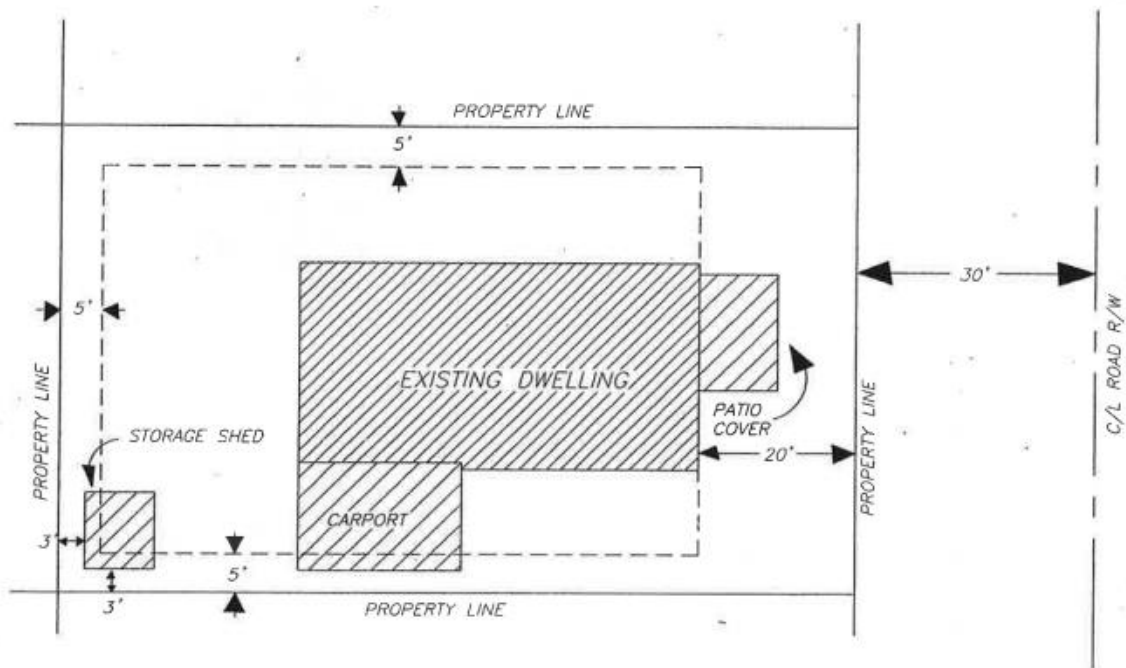 PROPERTY LINE
5'
30'
5'
C/L ROAD R/W
EXISTING DWELLING
PROPERTY LINE
PATIO
COVER
PROPERTY LINE
STORAGE SHED
20'
CARPORT
3'
5'
3'
PROPERTY LINE